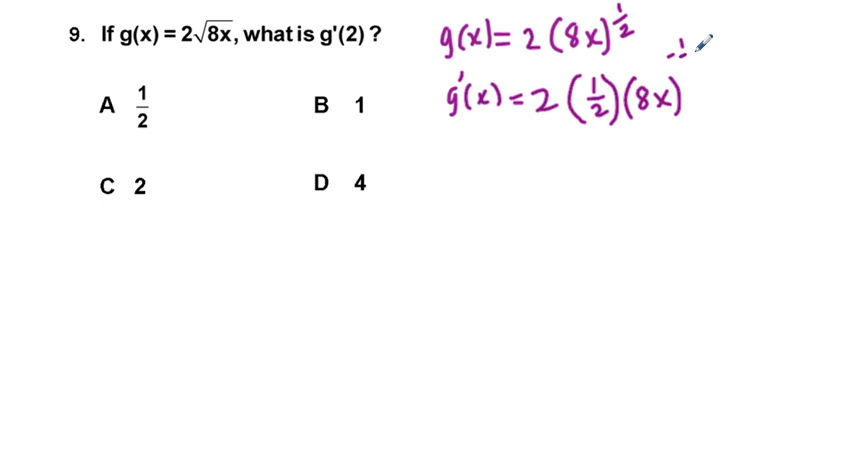 9. If g(x) = 2√8x, what is g'(2) ?
A 1/2
B 1
C 2
D 4
g(x) = 2 (8x)^1/2
g'(x) = 2 (1/2)(8x)